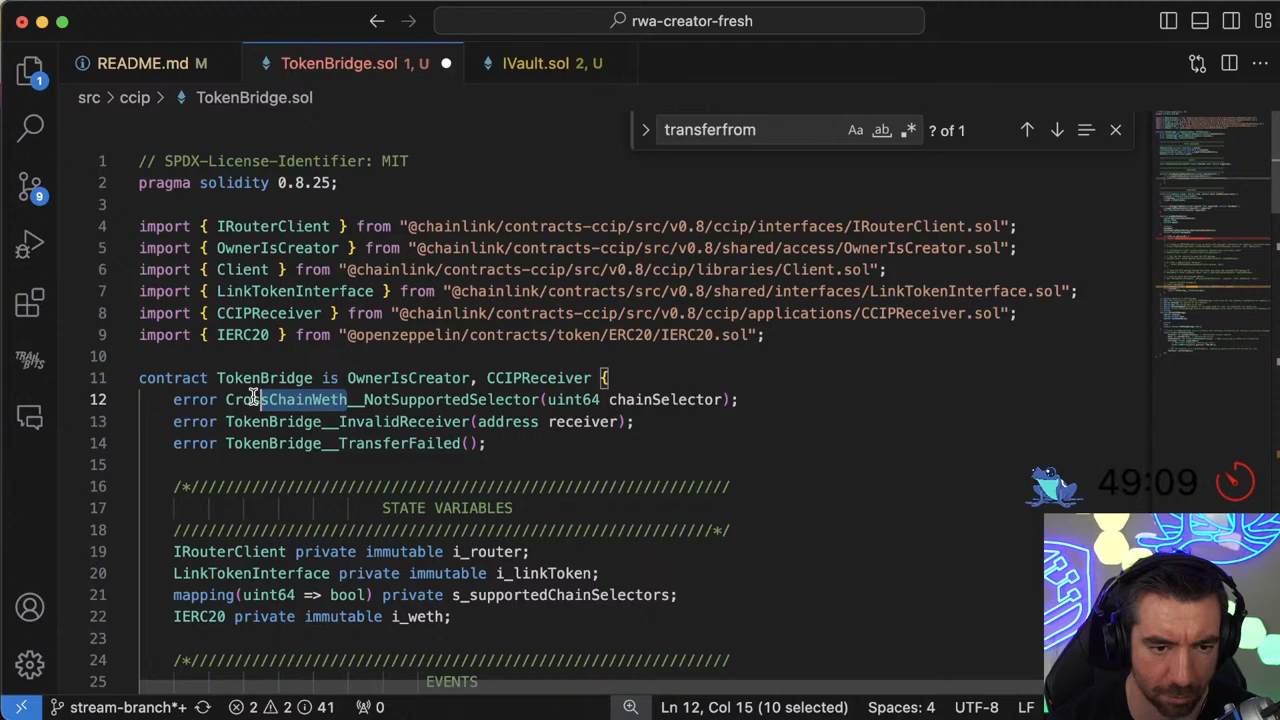 rwa-creator-fresh
README.md M
TokenBridge.sol 1, U
IVault.sol 2, U
src > ccip > TokenBridge.sol
transferfrom
Aa
ab
? of 1
1 // SPDX-License-Identifier: MIT
2 pragma solidity 0.8.25;
3
4 import { IRouterClient } from "@chainlink/contracts-ccip/src/v0.8/ccip/interfaces/IRouterClient.sol";
5 import { OwnerIsCreator } from "@chainlink/contracts-ccip/src/v0.8/shared/access/OwnerIsCreator.sol";
6 import { Client } from "@chainlink/contracts-ccip/src/v0.8/ccip/libraries/Client.sol";
7 import { LinkTokenInterface } from "@chainlink/contracts/src/v0.8/shared/interfaces/LinkTokenInterface.sol";
8 import { CCIPReceiver } from "@chainlink/contracts-ccip/src/v0.8/ccip/applications/CCIPReceiver.sol";
9 import { IERC20 } from "@openzeppelin/contracts/token/ERC20/IERC20.sol";
10
11 contract TokenBridge is OwnerIsCreator, CCIPReceiver {
12 error CrossChainWeth__NotSupportedSelector(uint64 chainSelector);
13 error TokenBridge__InvalidReceiver(address receiver);
14 error TokenBridge__TransferFailed();
15
16 /*//////////////////////////////////////////////////////////////
17 STATE VARIABLES
18 //////////////////////////////////////////////////////////////*/
19 IRouterClient private immutable i_router;
20 LinkTokenInterface private immutable i_linkToken;
21 mapping(uint64 => bool) private s_supportedChainSelectors;
22 IERC20 private immutable i_weth;
23
24 /*//////////////////////////////////////////////////////////////
25 EVENTS
1
9
TRAIL
BITS
49:09
stream-branch*+
2
2
41
0
Ln 12, Col 15 (10 selected)
Spaces: 4
UTF-8
LF